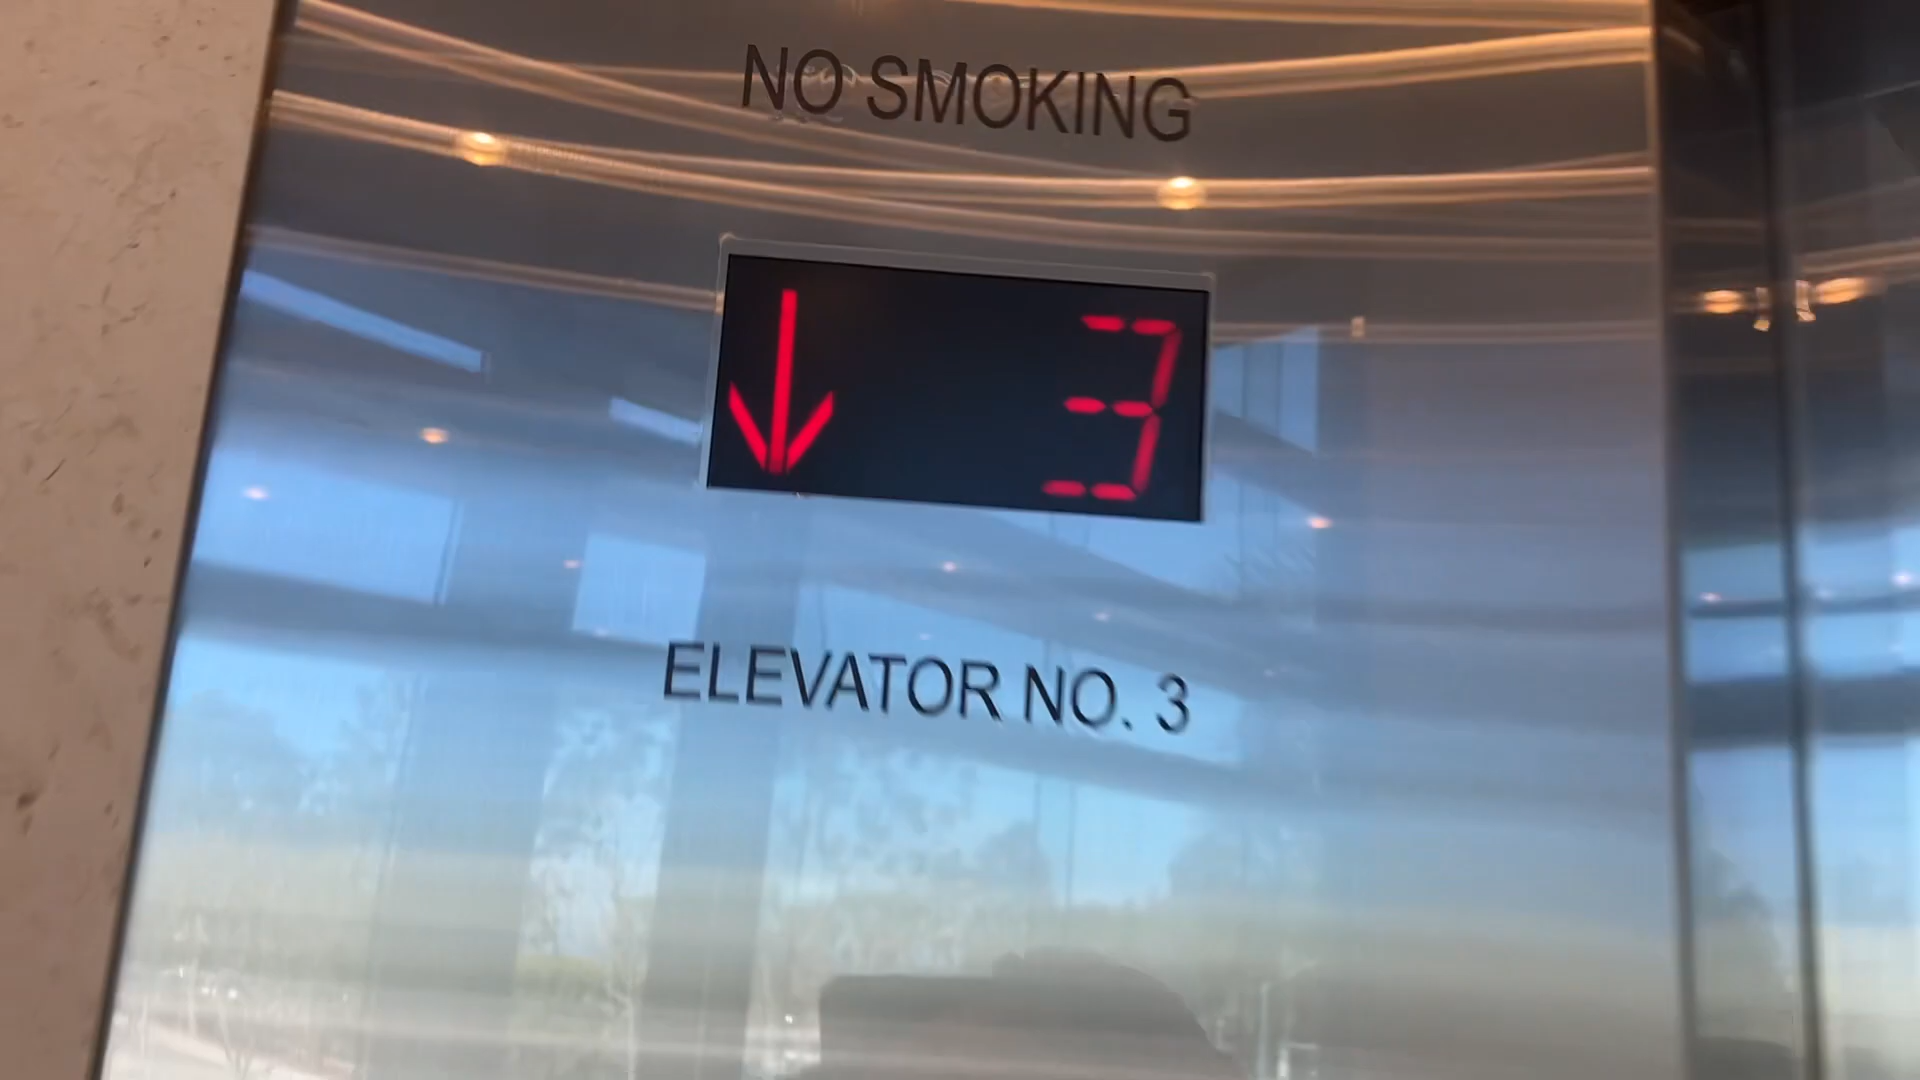 NO SMOKING
↓ 3
ELEVATOR NO. 3